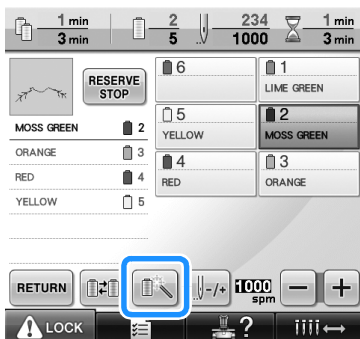 1 min
3 min
2
5
234
1000
1 min
3 min
RESERVE
STOP
MOSS GREEN 2
ORANGE 3
RED 4
YELLOW 5
6
1
LIME GREEN
5
YELLOW
2
MOSS GREEN
4
RED
3
ORANGE
RETURN
-/+
1000
spm
− +
LOCK
?